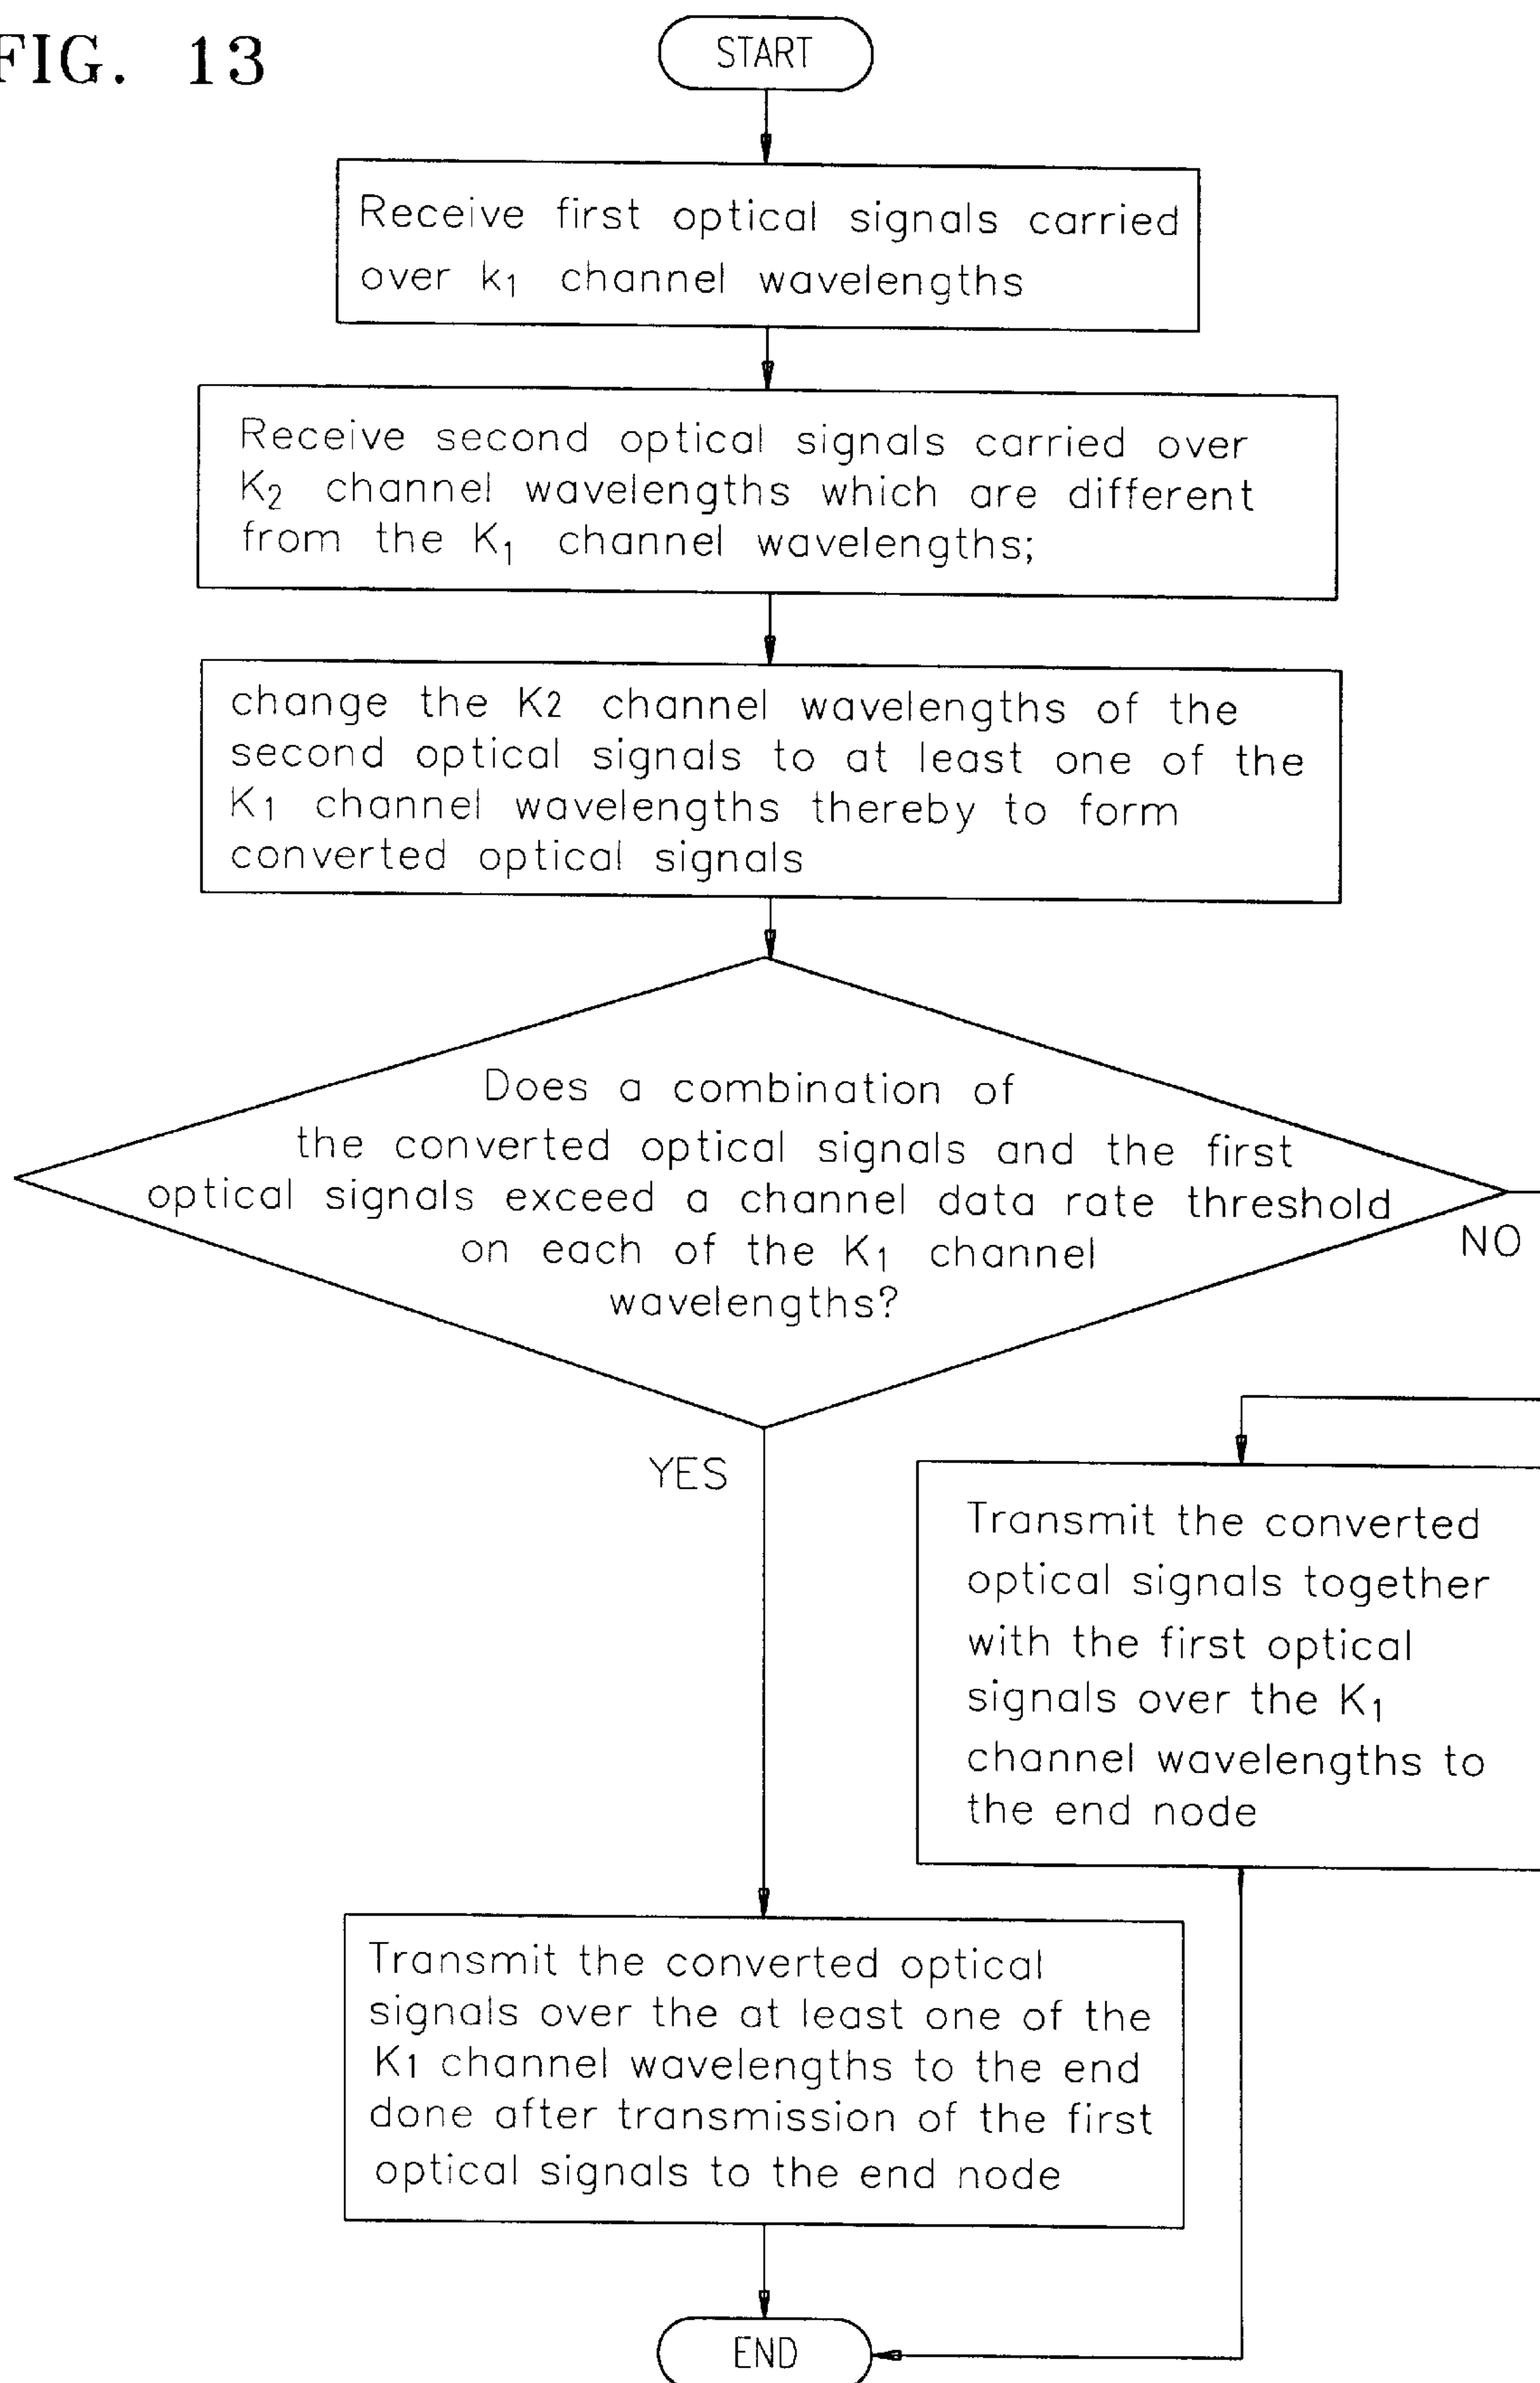 FIG. 13
START
Receive first optical signals carried
over k₁ channel wavelengths
Receive second optical signals carried over
K₂ channel wavelengths which are different
from the K₁ channel wavelengths;
change the K2 channel wavelengths of the
second optical signals to at least one of the
K₁ channel wavelengths thereby to form
converted optical signals
Does a combination of
the converted optical signals and the first
optical signals exceed a channel data rate threshold
on each of the K₁ channel
wavelengths?
NO
YES
Transmit the converted
optical signals together
with the first optical
signals over the K₁
channel wavelengths to
the end node
Transmit the converted optical
signals over the at least one of the
K₁ channel wavelengths to the end
done after transmission of the first
optical signals to the end node
END